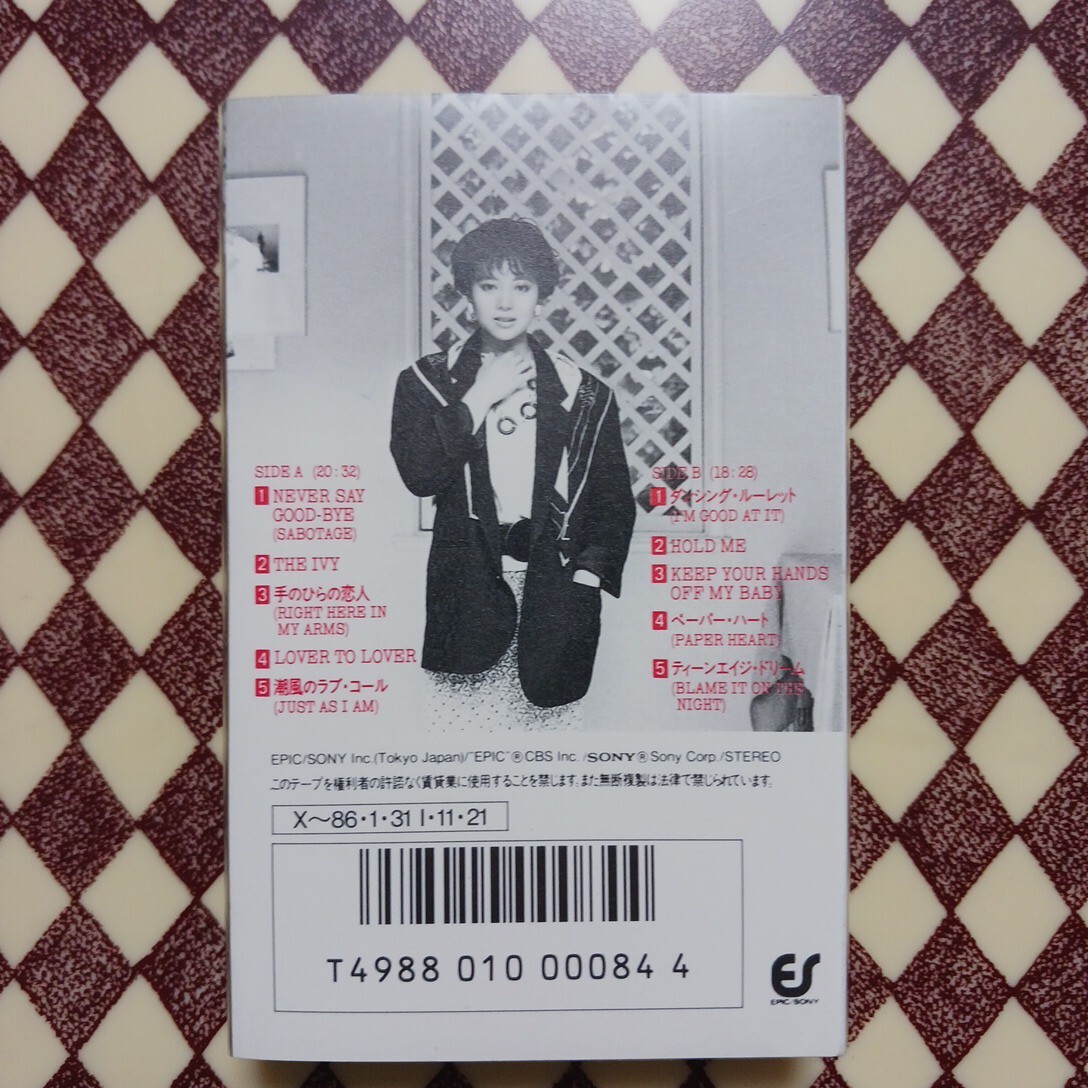 SIDE A (20:32)
1 NEVER SAY
GOOD-BYE
(SABOTAGE)
2 THE IVY
3 手のひらの恋人
(RIGHT HERE IN
MY ARMS)
4 LOVER TO LOVER
5 潮風のラブ・コール
(JUST AS I AM)
SIDE B (18:28)
1 ダイシング・ルーレット
(I'M GOOD AT IT)
2 HOLD ME
3 KEEP YOUR HANDS
OFF MY BABY
4 ペーパー・ハート
(PAPER HEART)
5 ティーンエイジ・ドリーム
(BLAME IT ON THE
NIGHT)
EPIC/SONY Inc.(Tokyo Japan)/"EPIC"® CBS Inc. /SONY® Sony Corp./STEREO
このテープを権利者の許諾なく賃貸業に使用することを禁じます。また無断複製は法律で禁じられています。
X〜86・1・31 I・11・21
T4988 010 00084 4
ES
EPIC/SONY